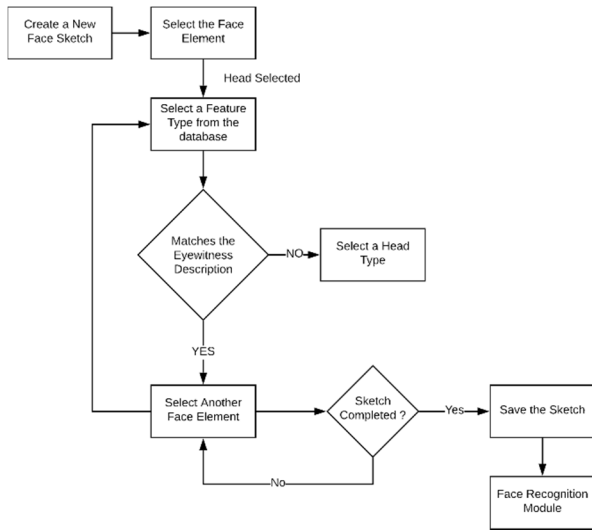 Create a New
Face Sketch
Select the Face
Element
Head Selected
Select a Feature
Type from the
database
Matches the
Eyewitness
Description
NO
Select a Head
Type
YES
Select Another
Face Element
Sketch
Completed ?
Yes
Save the Sketch
No
Face Recognition
Module